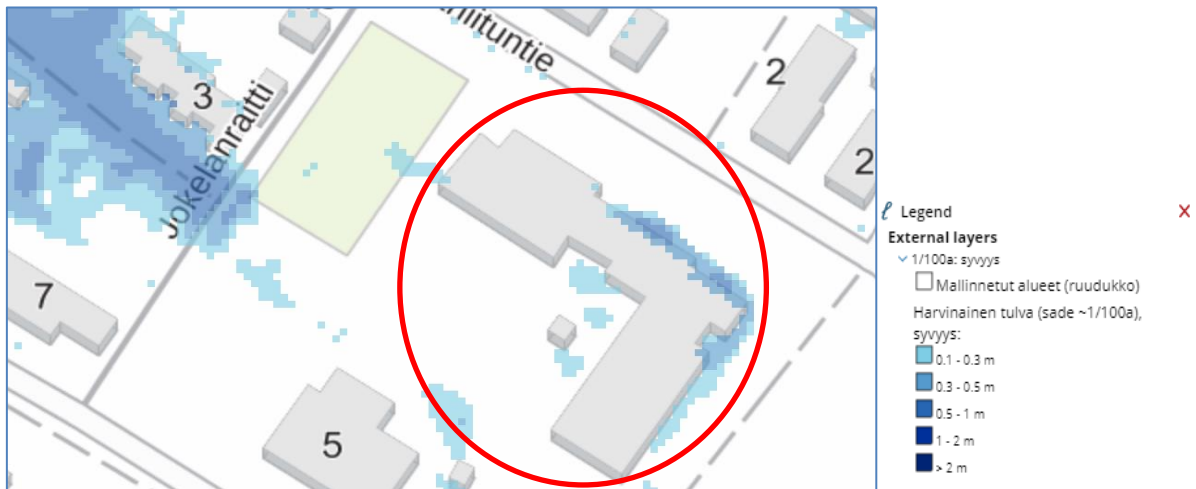 iituntie
2
3
Jokelanraitti
2
7
5
Legend
External layers
1/100a: syvyys
Mallinnetut alueet (ruudukko)
Harvinainen tulva (sade ~1/100a),
syvyys:
0.1 - 0.3 m
0.3 - 0.5 m
0.5 - 1 m
1 - 2 m
> 2 m